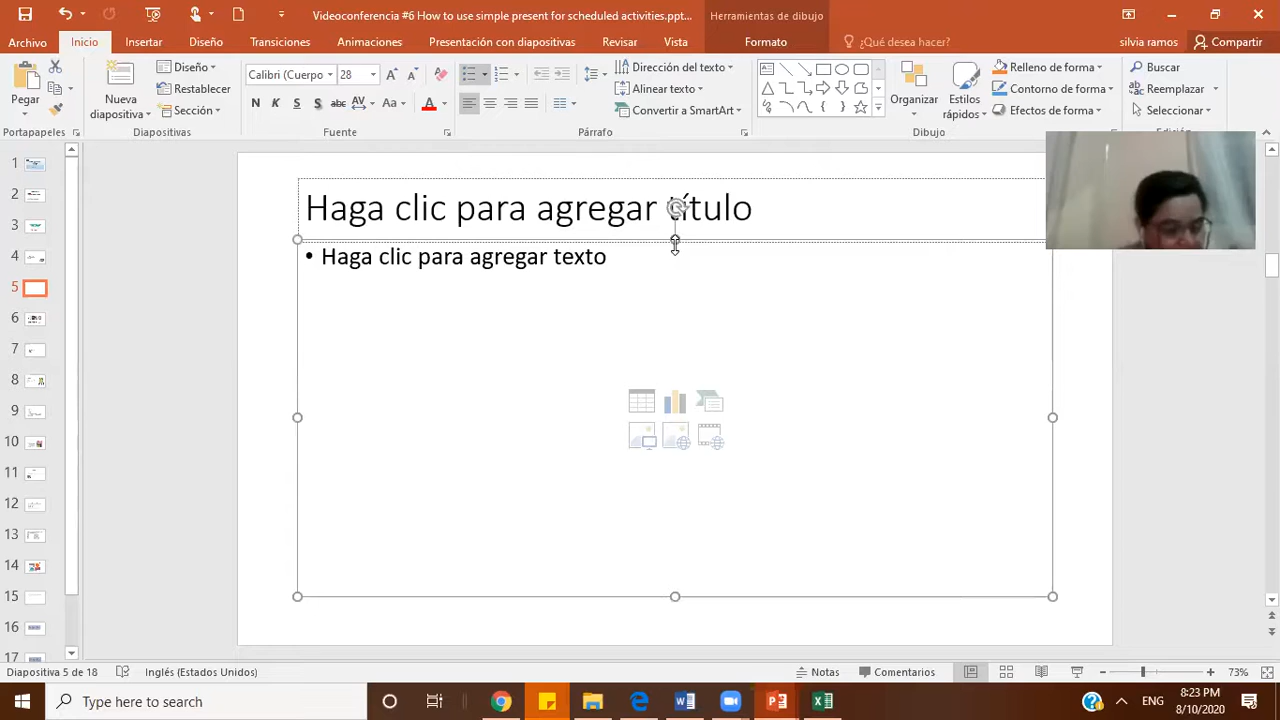 Videoconferencia #6 How to use simple present for scheduled activities.ppt...
Herramientas de dibujo
Archivo Inicio Insertar Diseño Transiciones Animaciones Presentación con diapositivas Revisar Vista Formato ¿Qué desea hacer? silvia ramos Compartir
Pegar
Portapapeles
Nueva diapositiva
Diseño
Restablecer
Sección
Diapositivas
Calibri (Cuerpo 28
N K S S abc AV Aa A
Fuente
Dirección del texto
Alinear texto
Convertir a SmartArt
Párrafo
Organizar
Estilos rápidos
Relleno de forma
Contorno de forma
Efectos de forma
Dibujo
Buscar
Reemplazar
Seleccionar
Edición
1
2
3
4
5
6
7
8
9
10
11
12
13
14
15
16
17
Haga clic para agregar título
• Haga clic para agregar texto
Diapositiva 5 de 18 Inglés (Estados Unidos) Notas Comentarios 73%
Type here to search
ENG
8:23 PM
8/10/2020